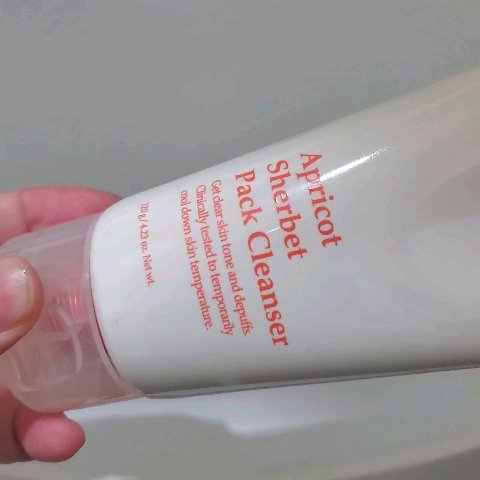 Apricot
Sherbet
Pack Cleanser
Get clear skin tone and depuffs.
Clinically tested to temporarily
cool down skin temperature.
120 g / 4.23 oz. Net wt.